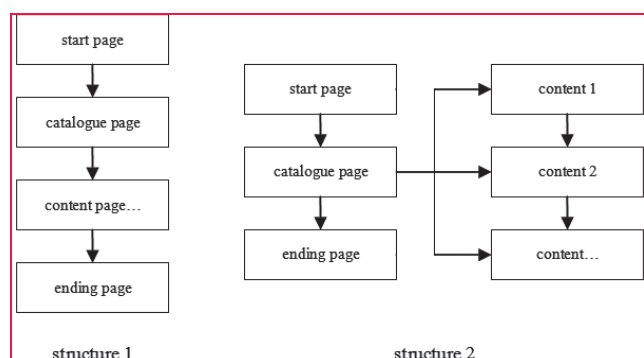 start page
catalogue page
content page...
ending page
structure 1
start page
catalogue page
ending page
content 1
content 2
content...
structure 2